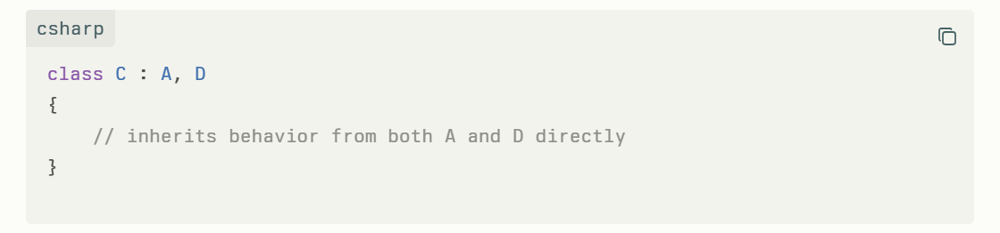 csharp
class C : A, D
{
    // inherits behavior from both A and D directly
}